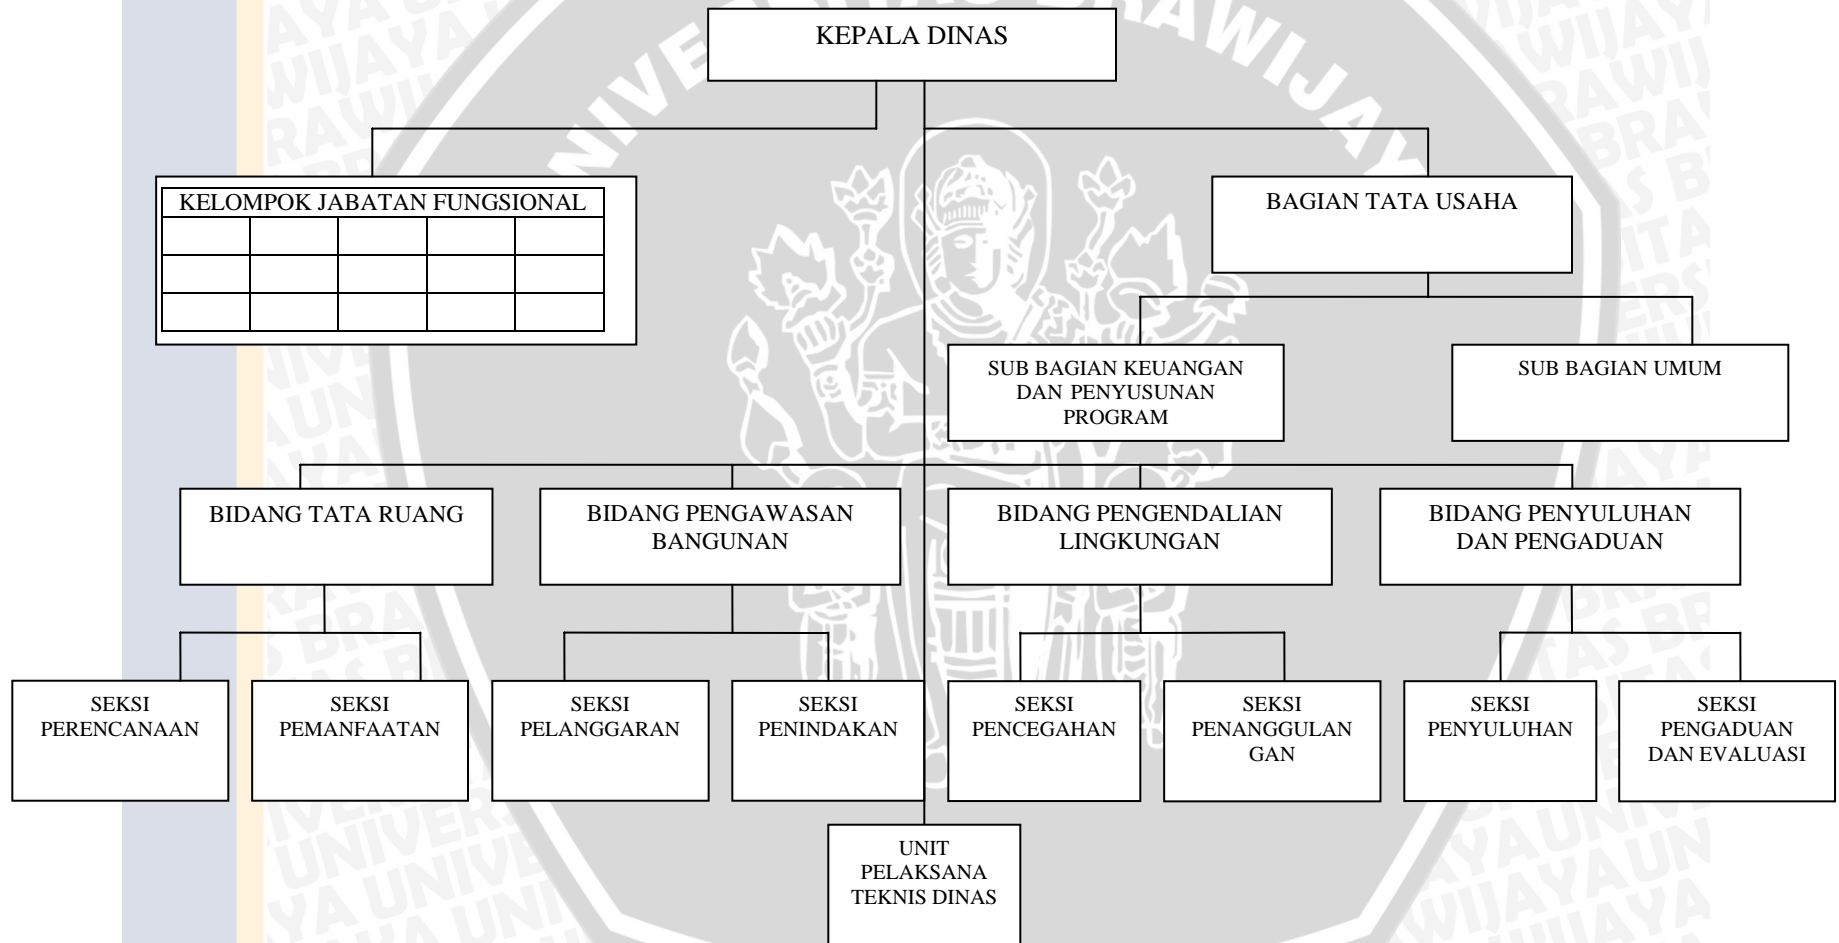 KEPALA DINAS
KELOMPOK JABATAN FUNGSIONAL
BAGIAN TATA USAHA
SUB BAGIAN KEUANGAN
DAN PENYUSUNAN
PROGRAM
SUB BAGIAN UMUM
BIDANG TATA RUANG
BIDANG PENGAWASAN
BANGUNAN
BIDANG PENGENDALIAN
LINGKUNGAN
BIDANG PENYULUHAN
DAN PENGADUAN
SEKSI
PERENCANAAN
SEKSI
PEMANFAATAN
SEKSI
PELANGGARAN
SEKSI
PENINDAKAN
SEKSI
PENCEGAHAN
SEKSI
PENANGGULAN
GAN
SEKSI
PENYULUHAN
SEKSI
PENGADUAN
DAN EVALUASI
UNIT
PELAKSANA
TEKNIS DINAS